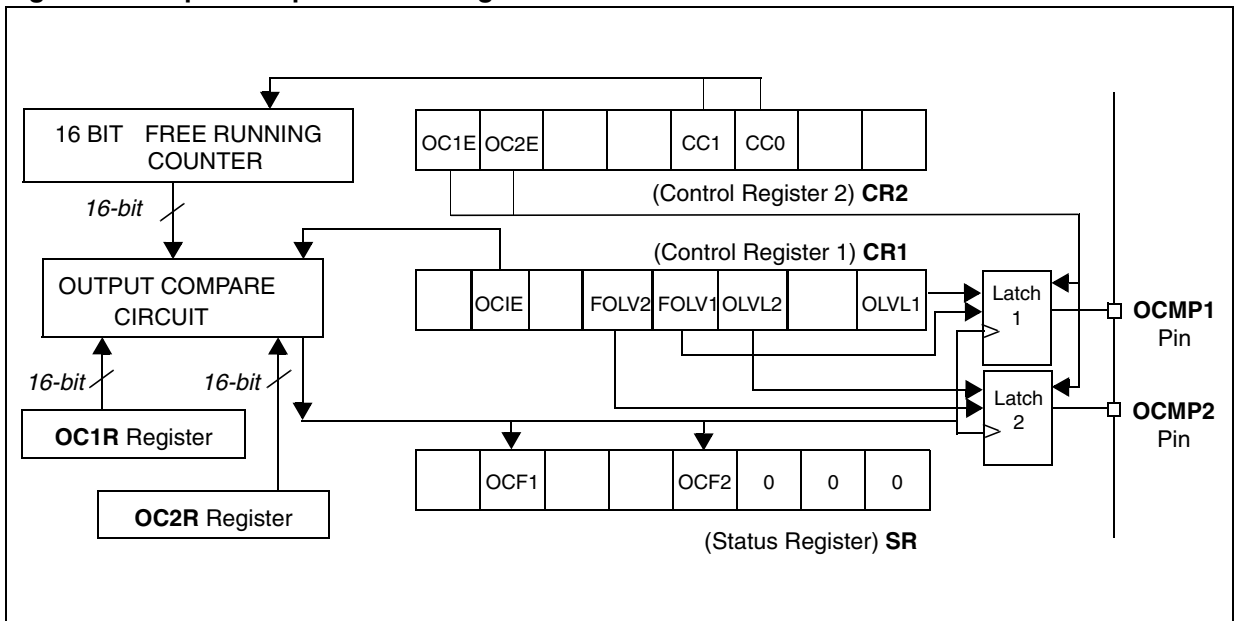 16 BIT FREE RUNNING
COUNTER
16-bit
OC1E OC2E CC1 CC0
(Control Register 2) CR2
(Control Register 1) CR1
OUTPUT COMPARE
CIRCUIT
OCIE FOLV2 FOLV1 OLVL2 OLVL1
Latch
1
OCMP1
Pin
16-bit 16-bit
Latch
2
OCMP2
Pin
OC1R Register
OCF1 OCF2 0 0 0
OC2R Register
(Status Register) SR